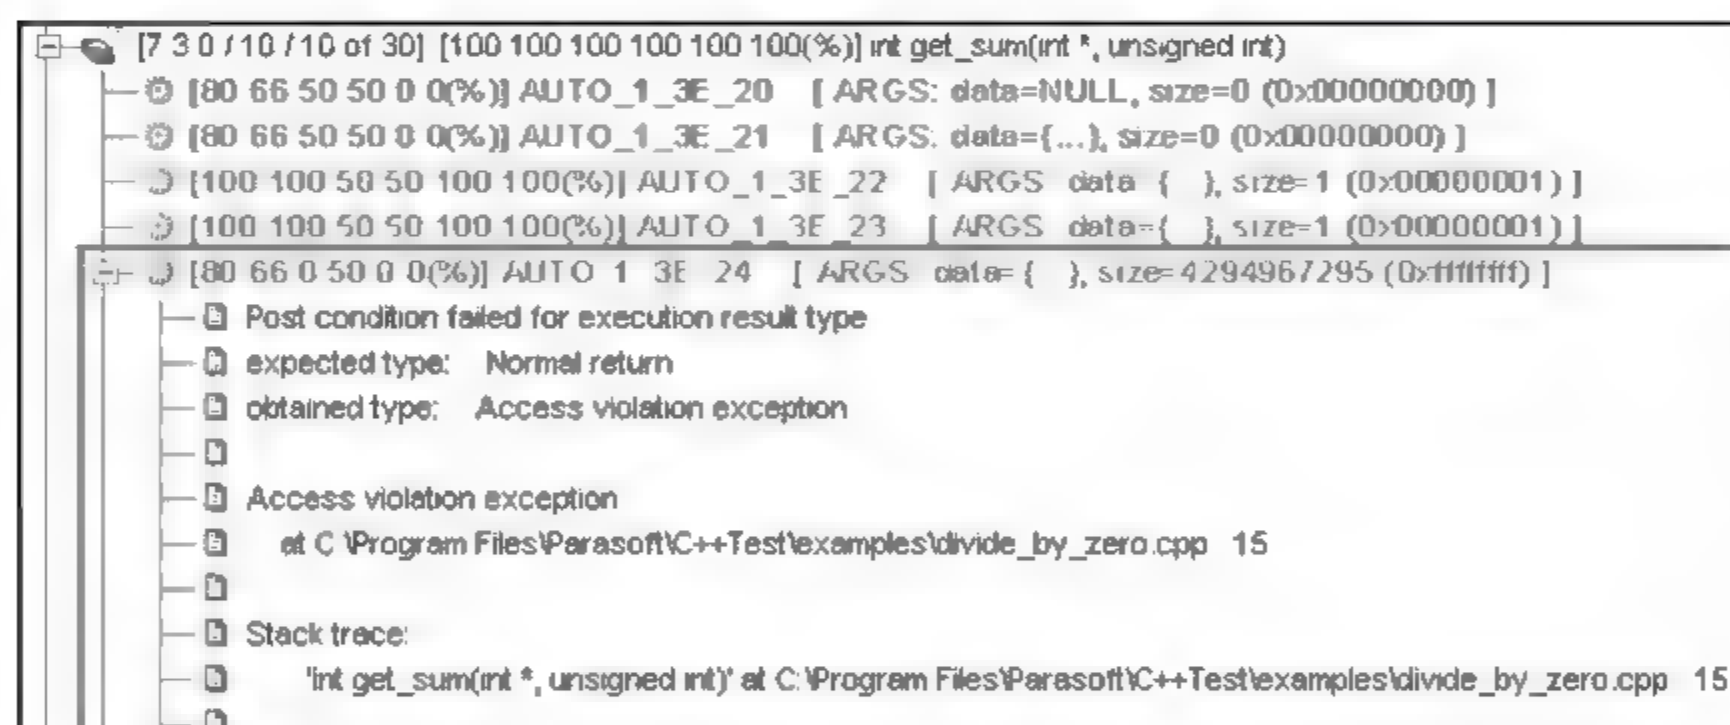 [7 3 0 / 10 / 10 of 30] [100 100 100 100 100 100(%)] int get_sum(int *, unsigned int)
[80 66 50 50 0 0(%)] AUTO_1_3E_20 [ ARGS: data=NULL, size=0 (0x00000000) ]
[80 66 50 50 0 0(%)] AUTO_1_3E_21 [ ARGS: data={...}, size=0 (0x00000000) ]
[100 100 50 50 100 100(%)] AUTO_1_3E_22 [ ARGS data { }, size=1 (0x00000001) ]
[100 100 50 50 100 100(%)] AUTO_1_3E_23 [ ARGS data={ }, size=1 (0x00000001) ]
[80 66 0 50 0 0(%)] AUTO 1 3E 24 [ ARGS data={ }, size=4294967295 (0xffffffff) ]
Post condition failed for execution result type
expected type: Normal return
obtained type: Access violation exception
Access violation exception
at C \Program Files\Parasoft\C++Test\examples\divide_by_zero.cpp 15
Stack trace:
'int get_sum(int *, unsigned int)' at C:\Program Files\Parasoft\C++Test\examples\divide_by_zero.cpp 15